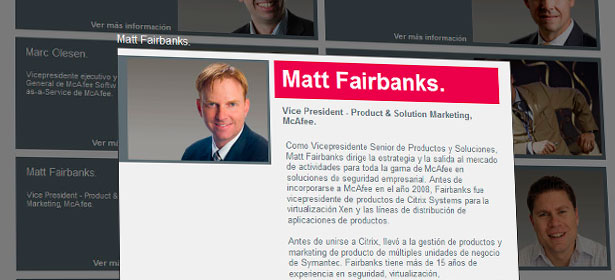 Ver más información
Ver más información
Matt Fairbanks.
Marc Olesen.
Vicepresidente ejecutivo y
General de McAfee Softw
as-a-Service de McAfee.
Ver má
Matt Fairbanks.
Vice President - Product &
Marketing, McAfee.
Ver má
Matt Fairbanks.
Vice President - Product & Solution Marketing,
McAfee.
Como Vicepresidente Senior de Productos y Soluciones,
Matt Fairbanks dirige la estrategia y la salida al mercado
de actividades para toda la gama de McAfee en
soluciones de seguridad empresarial. Antes de
incorporarse a McAfee en el año 2008, Fairbanks fue
vicepresidente de productos de Citrix Systems para la
virtualización Xen y las líneas de distribución de
aplicaciones de productos.
Antes de unirse a Citrix, llevó a la gestión de productos y
marketing de producto de múltiples unidades de negocio
de Symantec. Fairbanks tiene más de 15 años de
experiencia en seguridad, virtualización,